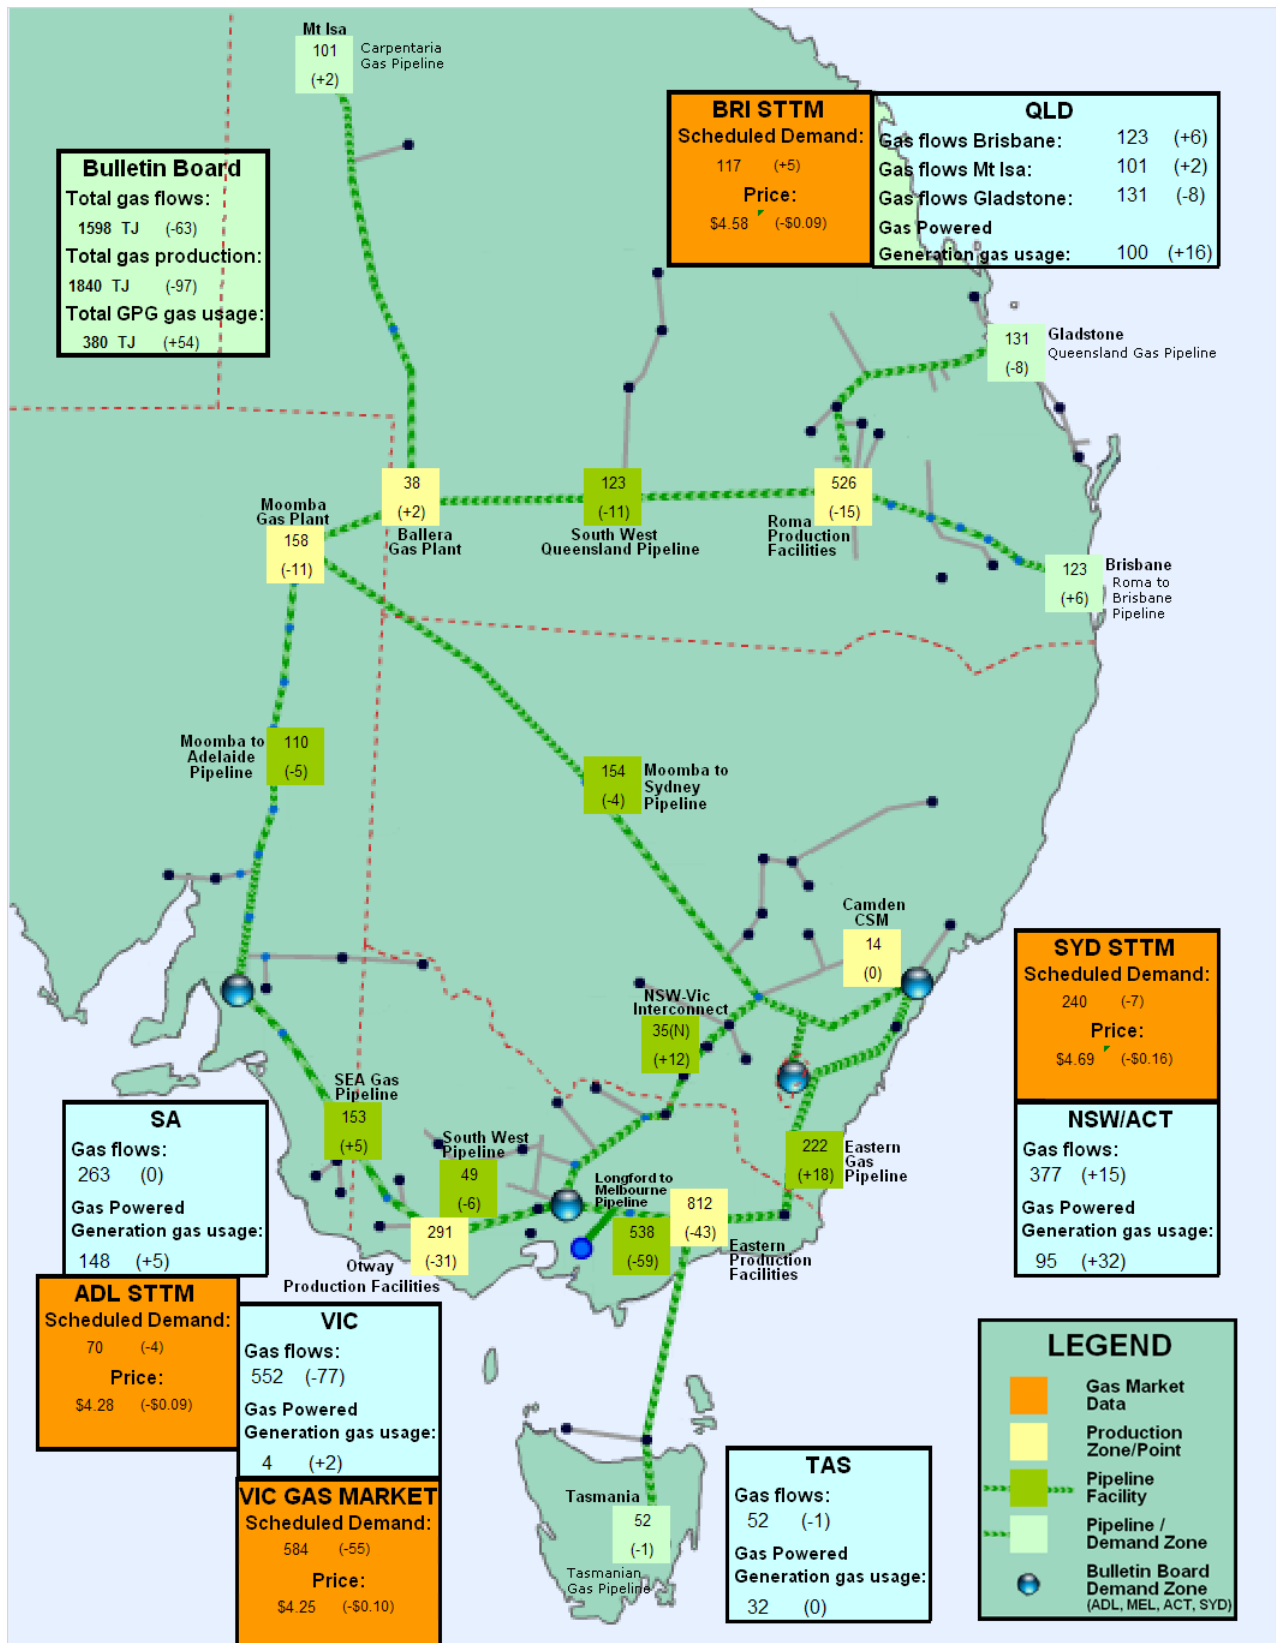 Mt Isa
101
(+2)
Carpentaria
Gas Pipeline
BRI STTM
Scheduled Demand:
117 (+5)
Price:
$4.58 (-$0.09)
QLD
Gas flows Brisbane: 123 (+6)
Gas flows Mt Isa: 101 (+2)
Gas flows Gladstone: 131 (-8)
Gas Powered
Generation gas usage: 100 (+16)
Bulletin Board
Total gas flows:
1598 TJ (-63)
Total gas production:
1840 TJ (-97)
Total GPG gas usage:
380 TJ (+54)
131
(-8)
Gladstone
Queensland Gas Pipeline
38
(+2)
Ballera
Gas Plant
123
(-11)
South West
Queensland Pipeline
526
(-15)
Roma
Production
Facilities
Moomba
Gas Plant
158
(-11)
123
(+6)
Brisbane
Roma to
Brisbane
Pipeline
Moomba to
Adelaide
Pipeline
110
(-5)
154
(-4)
Moomba to
Sydney
Pipeline
Camden
CSM
14
(0)
SYD STTM
Scheduled Demand:
240 (-7)
Price:
$4.69 (-$0.16)
NSW-Vic
Interconnect
35(N)
(+12)
SEA Gas
Pipeline
153
(+5)
South West
Pipeline
49
(-6)
Longford to
Melbourne
Pipeline
538
(-59)
812
(-43)
Eastern
Production
Facilities
222
(+18)
Eastern
Gas
Pipeline
NSW/ACT
Gas flows:
377 (+15)
Gas Powered
Generation gas usage:
95 (+32)
SA
Gas flows:
263 (0)
Gas Powered
Generation gas usage:
148 (+5)
291
(-31)
Otway
Production Facilities
ADL STTM
Scheduled Demand:
70 (-4)
Price:
$4.28 (-$0.09)
VIC
Gas flows:
552 (-77)
Gas Powered
Generation gas usage:
4 (+2)
VIC GAS MARKET
Scheduled Demand:
584 (-55)
Price:
$4.25 (-$0.10)
Tasmania
52
(-1)
Tasmanian
Gas Pipeline
TAS
Gas flows:
52 (-1)
Gas Powered
Generation gas usage:
32 (0)
LEGEND
Gas Market
Data
Production
Zone/Point
Pipeline
Facility
Pipeline /
Demand Zone
Bulletin Board
Demand Zone
(ADL, MEL, ACT, SYD)